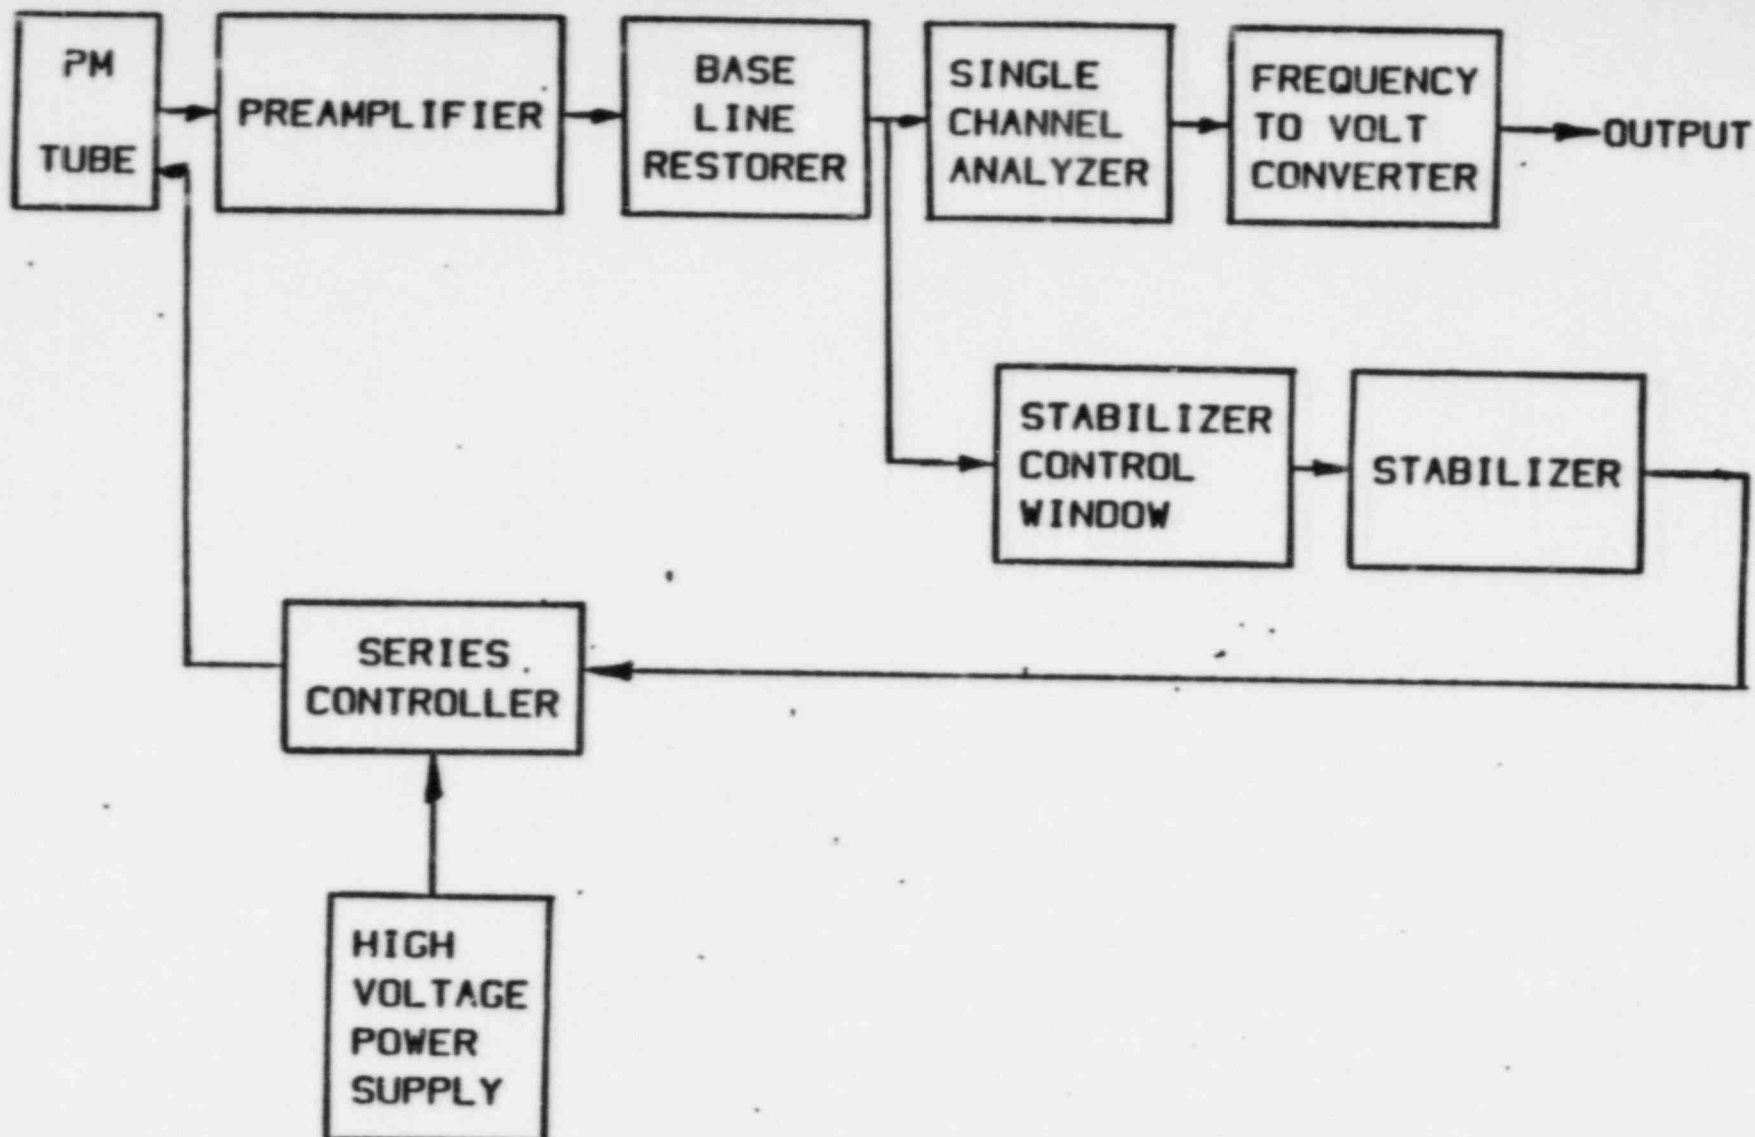 PM
TUBE
PREAMPLIFIER
BASE
LINE
RESTORER
SINGLE
CHANNEL
ANALYZER
FREQUENCY
TO VOLT
CONVERTER
OUTPUT
STABILIZER
CONTROL
WINDOW
STABILIZER
SERIES
CONTROLLER
HIGH
VOLTAGE
POWER
SUPPLY